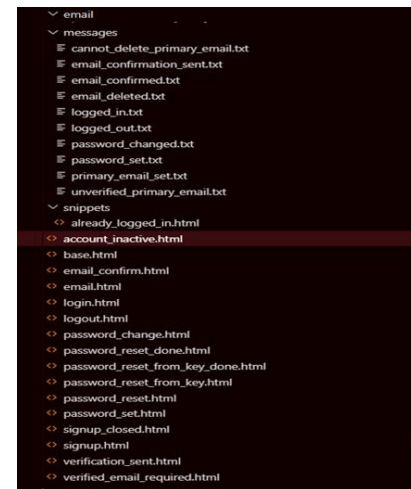 email
messages
cannot_delete_primary_email.txt
email_confirmation_sent.txt
email_confirmed.txt
email_deleted.txt
logged_in.txt
logged_out.txt
password_changed.txt
password_set.txt
primary_email_set.txt
unverified_primary_email.txt
snippets
<> already_logged_in.html
<> account_inactive.html
<> base.html
<> email_confirm.html
<> email.html
<> login.html
<> logout.html
<> password_change.html
<> password_reset_done.html
<> password_reset_from_key_done.html
<> password_reset_from_key.html
<> password_reset.html
<> password_set.html
<> signup_closed.html
<> signup.html
<> verification_sent.html
<> verified_email_required.html